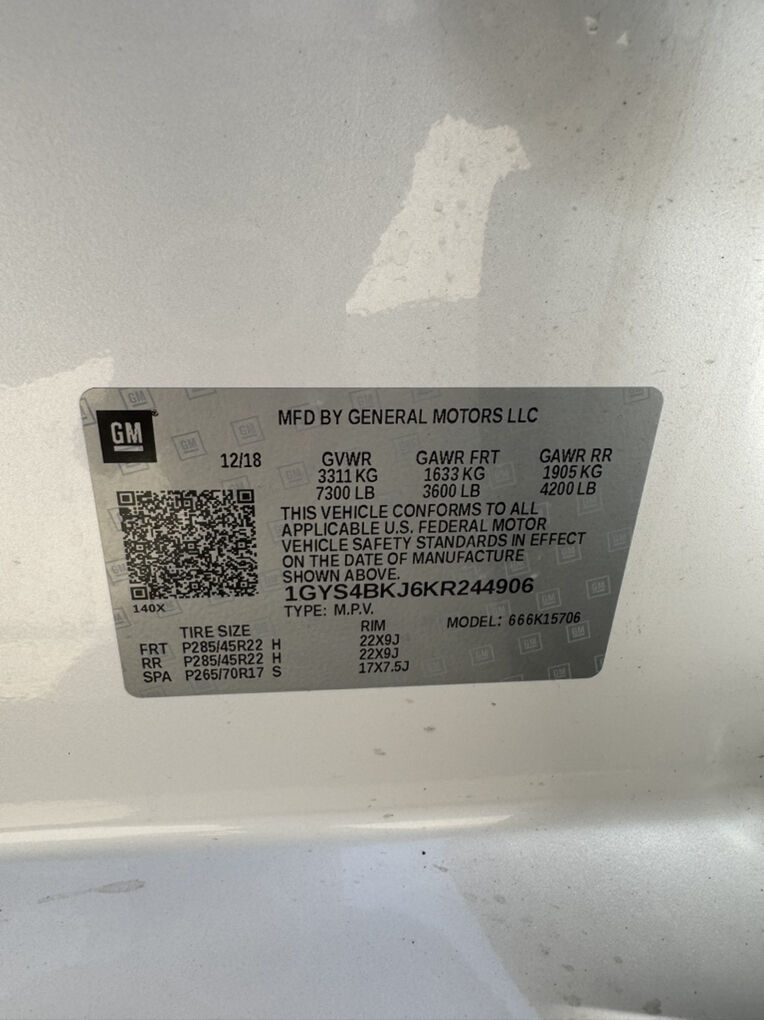 GM
MFD BY GENERAL MOTORS LLC
12/18 GVWR GAWR FRT GAWR RR
3311 KG 1633 KG 1905 KG
7300 LB 3600 LB 4200 LB
THIS VEHICLE CONFORMS TO ALL
APPLICABLE U.S. FEDERAL MOTOR
VEHICLE SAFETY STANDARDS IN EFFECT
ON THE DATE OF MANUFACTURE
SHOWN ABOVE.
1GYS4BKJ6KR244906
140X
TYPE: M.P.V.
MODEL: 666K15706
TIRE SIZE RIM
FRT P285/45R22 H 22X9J
RR P285/45R22 H 22X9J
SPA P265/70R17 S 17X7.5J